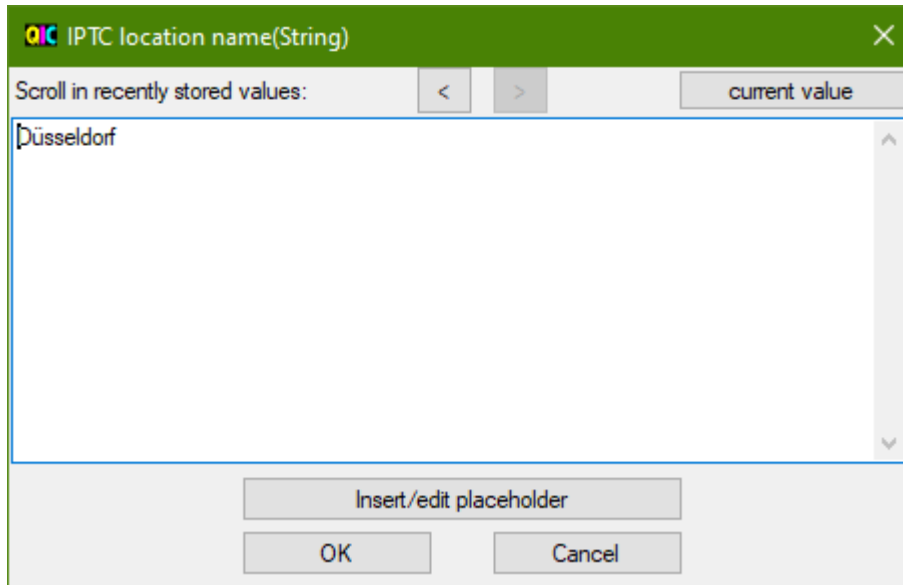 QIC IPTC location name(String)
Scroll in recently stored values: < > current value
Düsseldorf
Insert/edit placeholder
OK Cancel